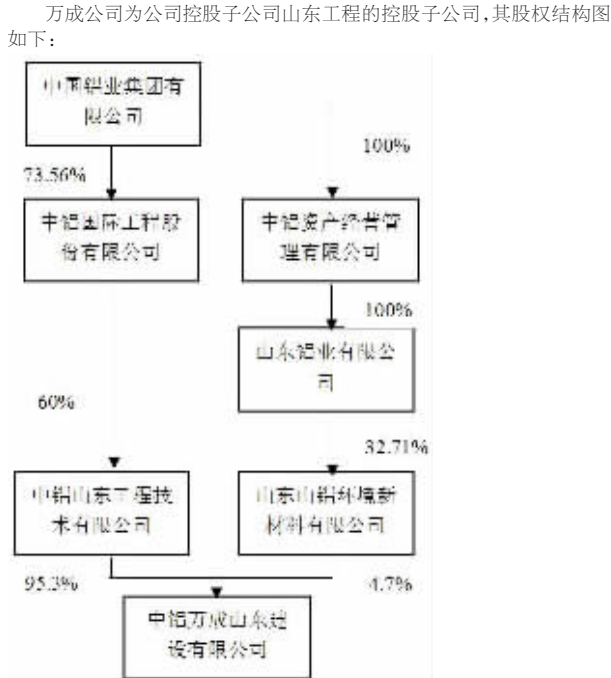 万成公司为公司控股子公司山东工程的控股子公司,其股权结构图
如下：
中国铝业集团有
限公司
100%
73.56%
中铝国际工程股
份有限公司
中铝资产经营管
理有限公司
100%
山东铝业有限公
司
60%
32.71%
中铝山东工程技
术有限公司
山东山铝环境新
材料有限公司
95.3%
4.7%
中铝万成山东建
设有限公司